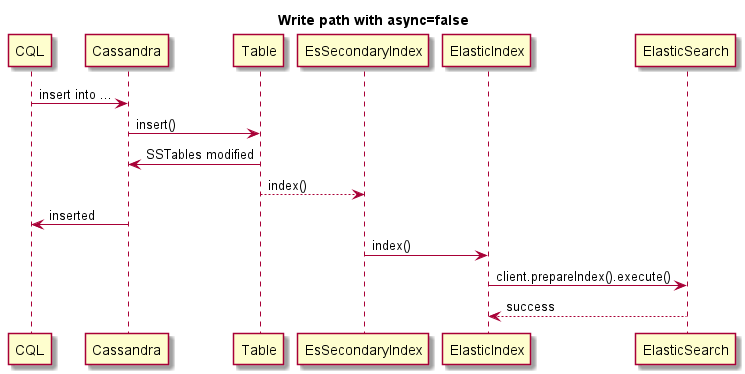 Write path with async=false
CQL Cassandra Table EsSecondaryIndex ElasticIndex ElasticSearch
insert into ...
insert()
SSTables modified
index()
inserted
index()
client.prepareIndex().execute()
success
CQL Cassandra Table EsSecondaryIndex ElasticIndex ElasticSearch